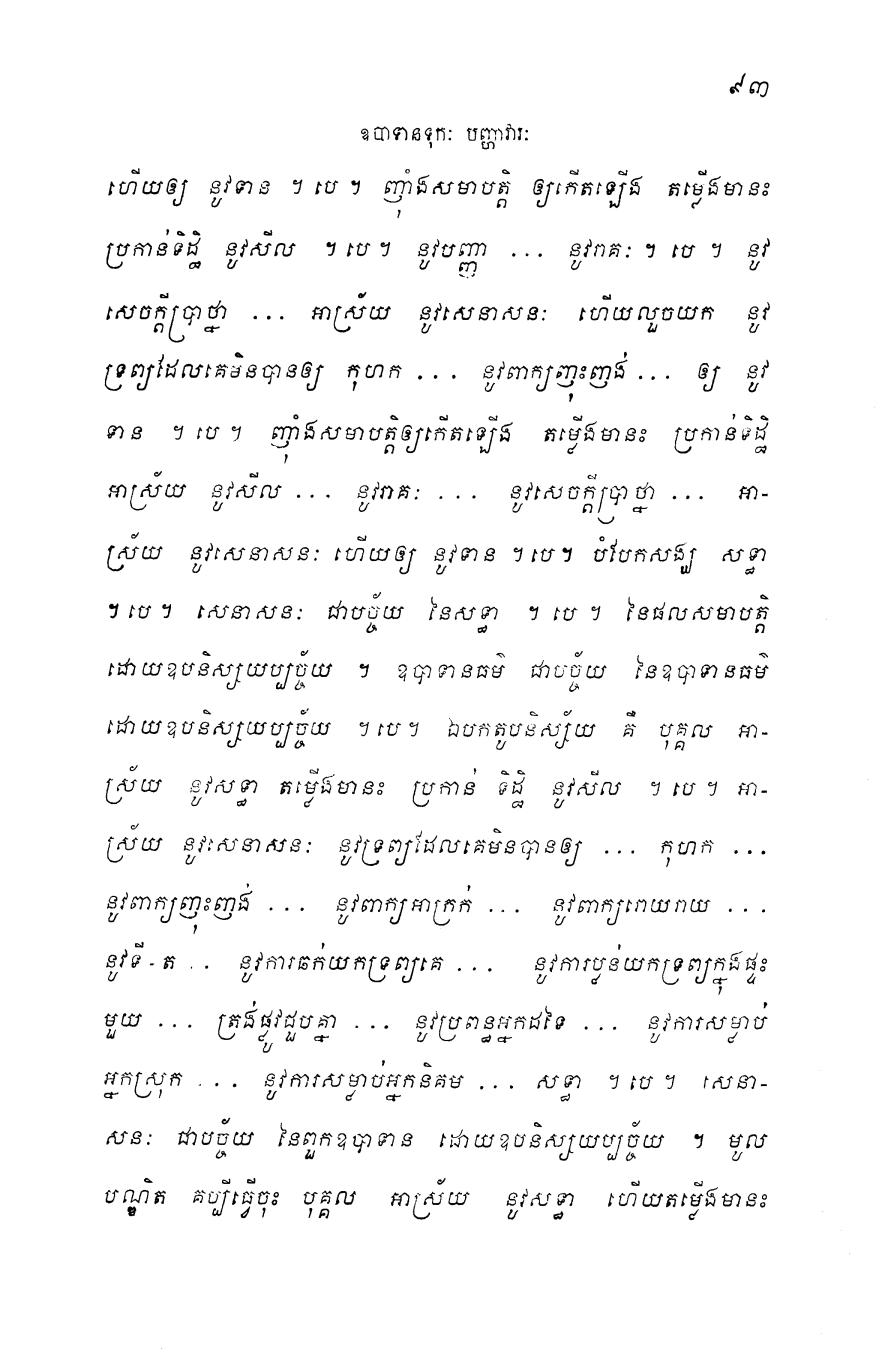 ៩៣
ឧបាទានទុកៈ បញ្ហាវារៈ
ហើយឲ្យ នូវទាន ។ បេ ។ ញ៉ាំងសមាបត្តិ ឲ្យកើតឡើង តម្លើងមានះ
ប្រកាន់ទិដ្ឋិ នូវសីល ។ បេ ។ នូវបញ្ញា ... នូវរាគៈ ។ បេ ។ នូវ
សេចក្តីប្រាថ្នា ... អាស្រ័យ នូវសេនាសនៈ ហើយលួចយក នូវ
ទ្រព្យដែលគេមិនបានឲ្យ កុហក ... នូវពាក្យញុះញង់ ... ឲ្យ នូវ
ទាន ។ បេ ។ ញ៉ាំងសមាបត្តិឲ្យកើតឡើង តម្លើងមានះ ប្រកាន់ទិដ្ឋិ
អាស្រ័យ នូវសីល ... នូវរាគៈ ... នូវសេចក្តីប្រាថ្នា ... អា-
ស្រ័យ នូវសេនាសនៈ ហើយឲ្យ នូវទាន ។ បេ ។ បំបែកសង្ឃ សទ្ធា
។ បេ ។ សេនាសនៈ ជាបច្ច័យ នៃសទ្ធា ។ បេ ។ នៃផលសមាបត្តិ
ដោយឧបនិស្សយប្បច្ច័យ ។ ឧបាទានធម៌ ជាបច្ច័យ នៃឧបាទានធម៌
ដោយឧបនិស្សយប្បច្ច័យ ។ បេ ។ ឯបកតូបនិស្ស័យ គឺ បុគ្គល អា-
ស្រ័យ នូវសទ្ធា តម្លើងមានះ ប្រកាន់ ទិដ្ឋិ នូវសីល ។ បេ ។ អា-
ស្រ័យ នូវសេនាសនៈ នូវទ្រព្យដែលគេមិនបានឲ្យ ... កុហក ...
នូវពាក្យញុះញង់ ... នូវពាក្យអាក្រក់ ... នូវពាក្យរោយរាយ ...
នូវទី-ត .. នូវការឆក់យកទ្រព្យគេ ... នូវការប្លន់យកទ្រព្យក្នុងផ្ទះ
មួយ ... ត្រង់ផ្លូវជួបគ្នា ... នូវប្រពន្ធអ្នកដទៃ ... នូវការសម្លាប់
អ្នកស្រុក ... នូវការសម្លាប់អ្នកនិគម ... សទ្ធា ។ បេ ។ សេនា-
សនៈ ជាបច្ច័យ នៃពួកឧបាទាន ដោយឧបនិស្សយប្បច្ច័យ ។ មូល
បណ្ឌិត គប្បីធ្វើចុះ បុគ្គល អាស្រ័យ នូវសទ្ធា ហើយតម្លើងមានះ